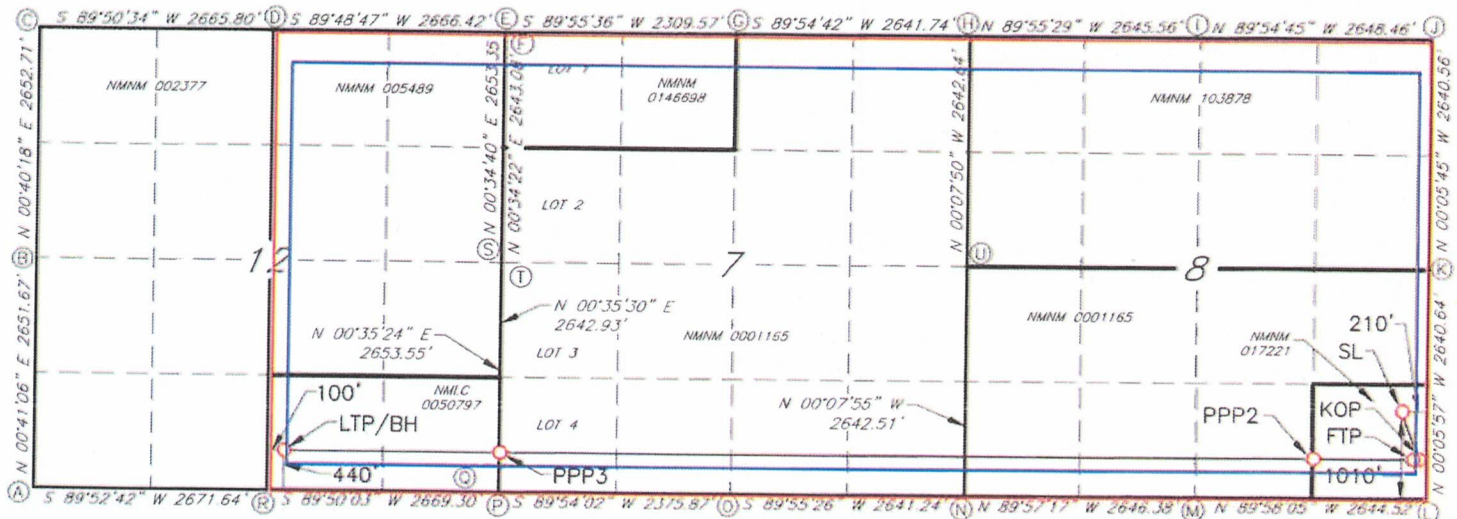 C S 89°50'34" W 2665.80' D S 89°48'47" W 2666.42' E S 89°55'36" W 2309.57' G S 89°54'42" W 2641.74' H N 89°55'29" W 2645.56' I N 89°54'45" W 2648.46' J
N 00°40'18" E 2652.71'
N 00°34'40" E 2653.35
N 00°34'22" E 2643.08'
N 00°07'50" W 2642.64'
N 00°05'45" W 2640.56'
F
LOT 1
NMNM 002377
NMNM 005489
NMNM
0146698
NMNM 103878
LOT 2
B
12
S
T
7
U
8
K
N 00°41'06" E 2651.67'
N 00°35'30" E
2642.93'
N 00°35'24" E
2653.55'
LOT 3
NMNM 0001165
NMNM 0001165
NMNM
017221
210'
SL
N 00°05'57" W 2640.64'
100'
NMLC
0050797
LTP/BH
LOT 4
N 00°07'55" W
2642.51'
PPP2
KOP
FTP
440'
Q
PPP3
1010'
A S 89°52'42" W 2671.64' R S 89°50'03" W 2669.30' P S 89°54'02" W 2375.87' O S 89°55'26" W 2641.24' N N 89°57'17" W 2646.38' M N 89°58'05" W 2644.52' L